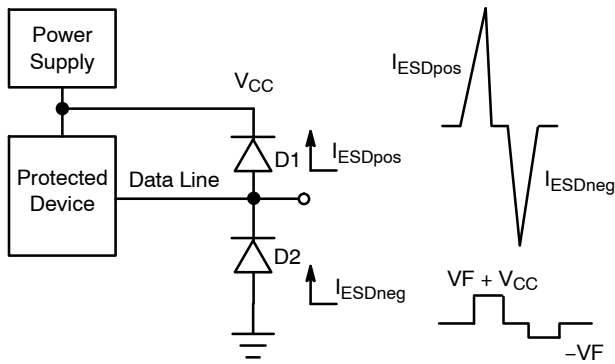 Power
Supply
V_CC
D1
I_ESDpos
Protected
Device
Data Line
D2
I_ESDneg
I_ESDpos
I_ESDneg
VF + V_CC
–VF